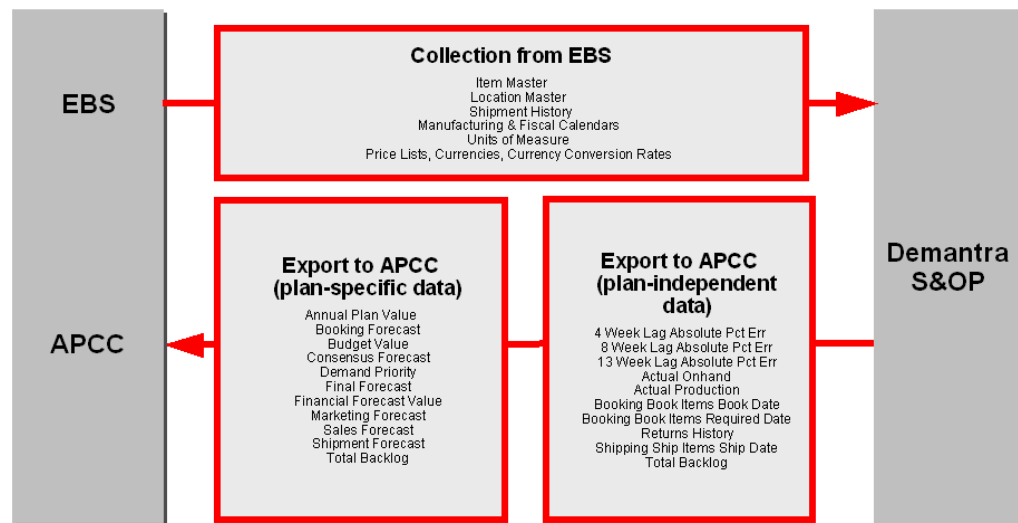 EBS
Collection from EBS
Item Master
Location Master
Shipment History
Manufacturing & Fiscal Calendars
Units of Measure
Price Lists, Currencies, Currency Conversion Rates
APCC
Export to APCC
(plan-specific data)
Annual Plan Value
Booking Forecast
Budget Value
Consensus Forecast
Demand Priority
Final Forecast
Financial Forecast Value
Marketing Forecast
Sales Forecast
Shipment Forecast
Total Backlog
Export to APCC
(plan-independent
data)
4 Week Lag Absolute Pct Err
8 Week Lag Absolute Pct Err
13 Week Lag Absolute Pct Err
Actual Onhand
Actual Production
Booking Book Items Book Date
Booking Book Items Required Date
Returns History
Shipping Ship Items Ship Date
Total Backlog
Demantra
S&OP